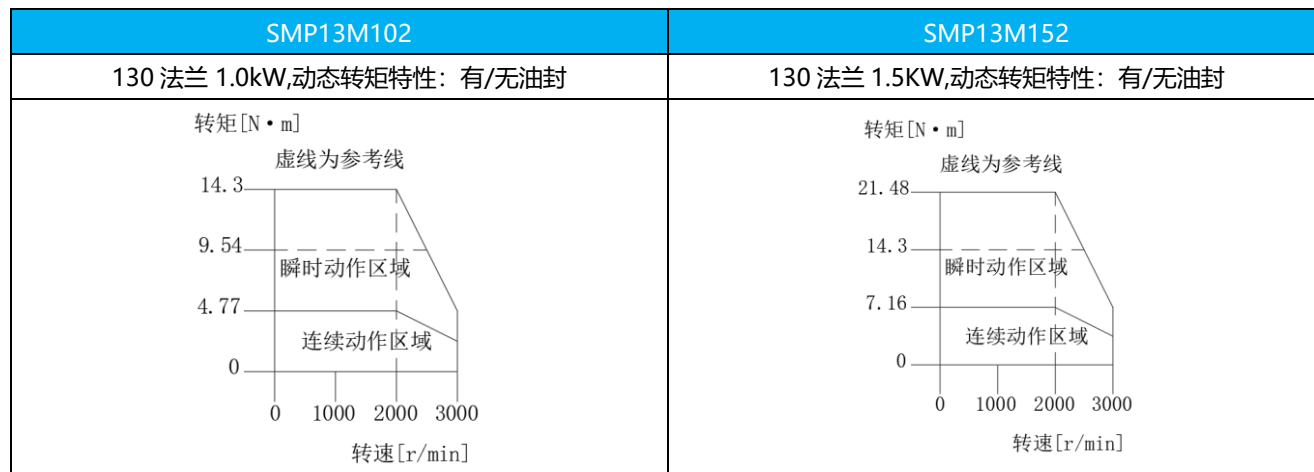 SMP13M102
SMP13M152
130 法兰 1.0kW,动态转矩特性：有/无油封
130 法兰 1.5KW,动态转矩特性：有/无油封
转矩[N·m]
虚线为参考线
14.3
9.54
瞬时动作区域
4.77
连续动作区域
0
0 1000 2000 3000
转速[r/min]
转矩[N·m]
虚线为参考线
21.48
14.3
瞬时动作区域
7.16
连续动作区域
0
0 1000 2000 3000
转速[r/min]